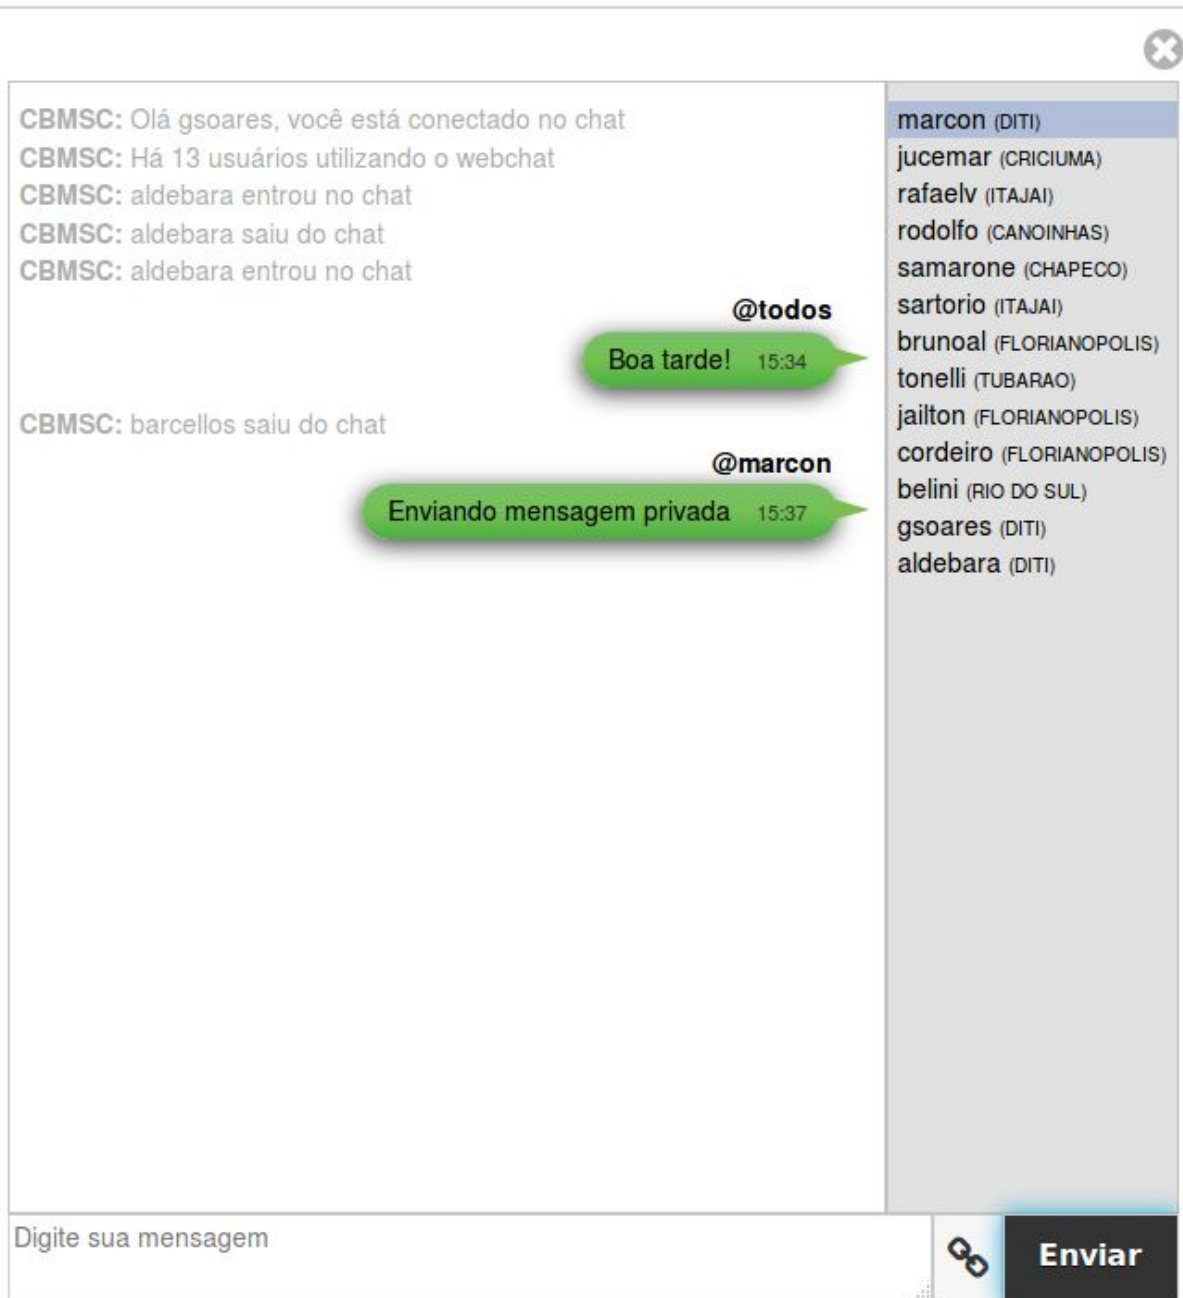 CBMSC: Olá gsoares, você está conectado no chat
CBMSC: Há 13 usuários utilizando o webchat
CBMSC: aldebara entrou no chat
CBMSC: aldebara saiu do chat
CBMSC: aldebara entrou no chat
@todos
Boa tarde! 15:34
CBMSC: barcellos saiu do chat
@marcon
Enviando mensagem privada 15:37
marcon (DITI)
jucemar (CRICIUMA)
rafaelv (ITAJAI)
rodolfo (CANOINHAS)
samarone (CHAPECO)
sartorio (ITAJAI)
brunoal (FLORIANOPOLIS)
tonelli (TUBARAO)
jailton (FLORIANOPOLIS)
cordeiro (FLORIANOPOLIS)
belini (RIO DO SUL)
gsoares (DITI)
aldebara (DITI)
Digite sua mensagem
Enviar